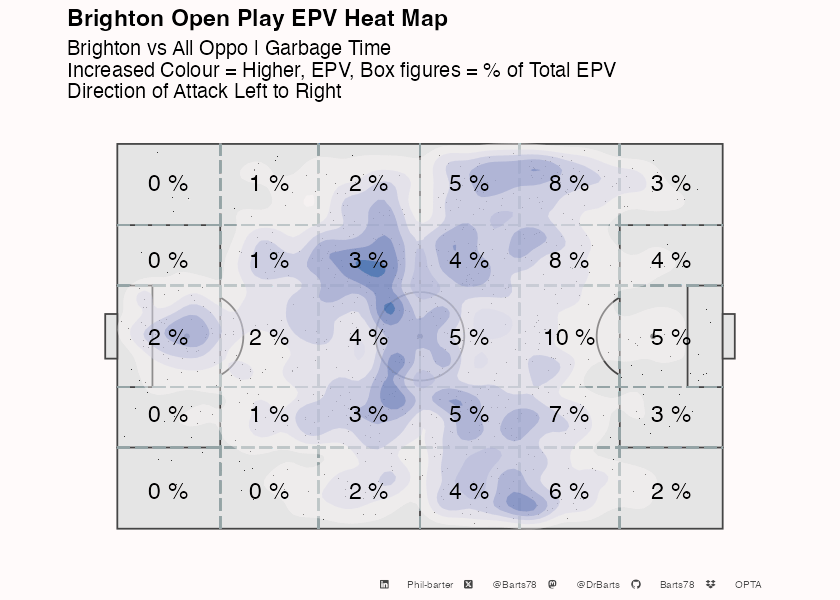 Brighton Open Play EPV Heat Map
Brighton vs All Oppo | Garbage Time
Increased Colour = Higher, EPV, Box figures = % of Total EPV
Direction of Attack Left to Right
0 % 1 % 2 % 5 % 8 % 3 %
0 % 1 % 3 % 4 % 8 % 4 %
2 % 2 % 4 % 5 % 10 % 5 %
0 % 1 % 3 % 5 % 7 % 3 %
0 % 0 % 2 % 4 % 6 % 2 %
Phil-barter @Barts78 @DrBarts Barts78 OPTA